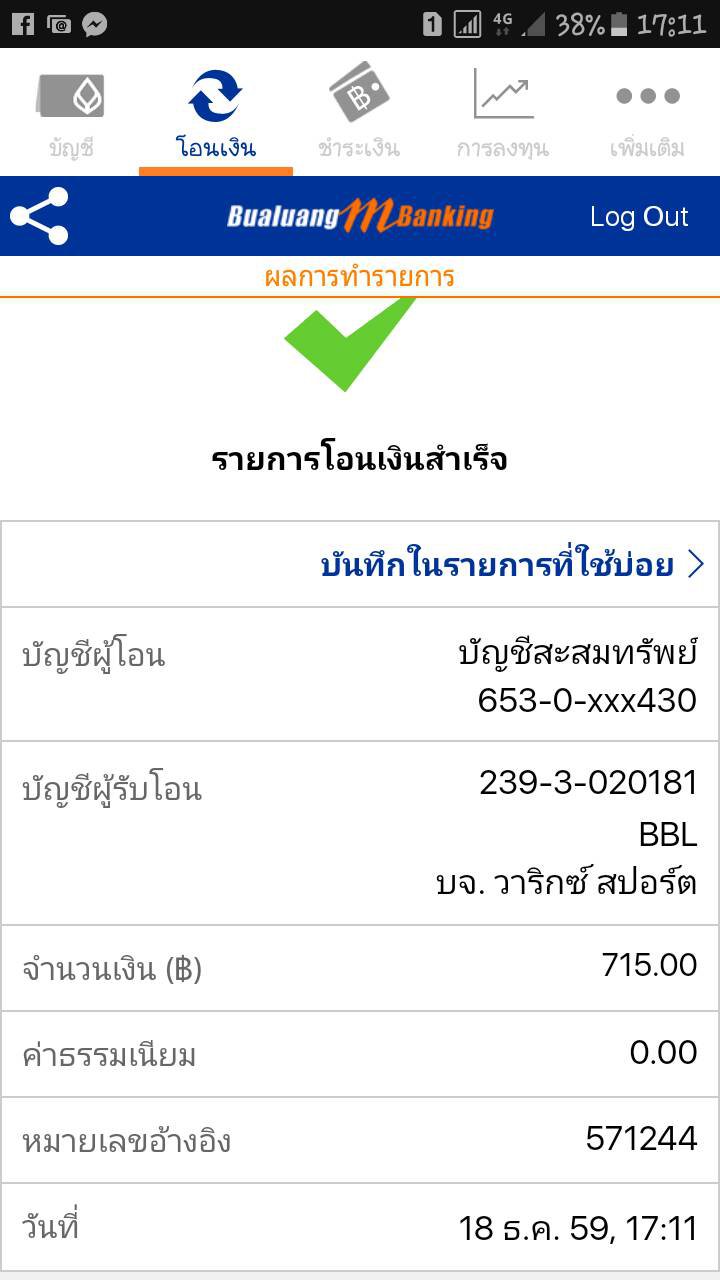 1 4G 38% 17:11
บัญชี โอนเงิน ชำระเงิน การลงทุน เพิ่มเติม
Bualuang mBanking Log Out
ผลการทำรายการ
รายการโอนเงินสำเร็จ
บันทึกในรายการที่ใช้บ่อย
บัญชีผู้โอน บัญชีสะสมทรัพย์
653-0-xxx430
บัญชีผู้รับโอน 239-3-020181
BBL
บจ. วาริกซ์ สปอร์ต
จำนวนเงิน (฿) 715.00
ค่าธรรมเนียม 0.00
หมายเลขอ้างอิง 571244
วันที่ 18 ธ.ค. 59, 17:11